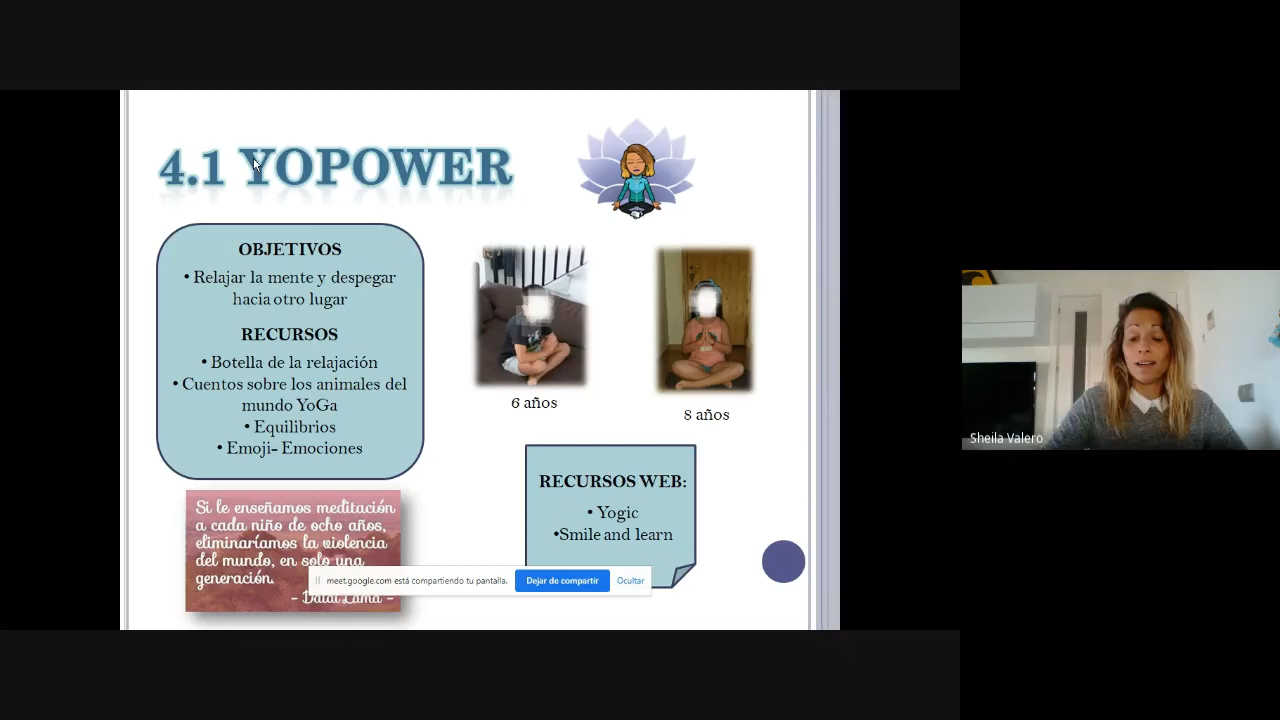 4.1 YOPOWER
OBJETIVOS
• Relajar la mente y despegar
hacia otro lugar
RECURSOS
• Botella de la relajación
• Cuentos sobre los animales del
mundo YoGa
• Equilibrios
• Emoji- Emociones
6 años
8 años
RECURSOS WEB:
• Yogic
•Smile and learn
Si le enseñamos meditación
a cada niño de ocho años,
eliminaríamos la violencia
del mundo, en solo una
generación.
- Dalai Lama -
meet.google.com está compartiendo tu pantalla.
Dejar de compartir
Ocultar
Sheila Valero